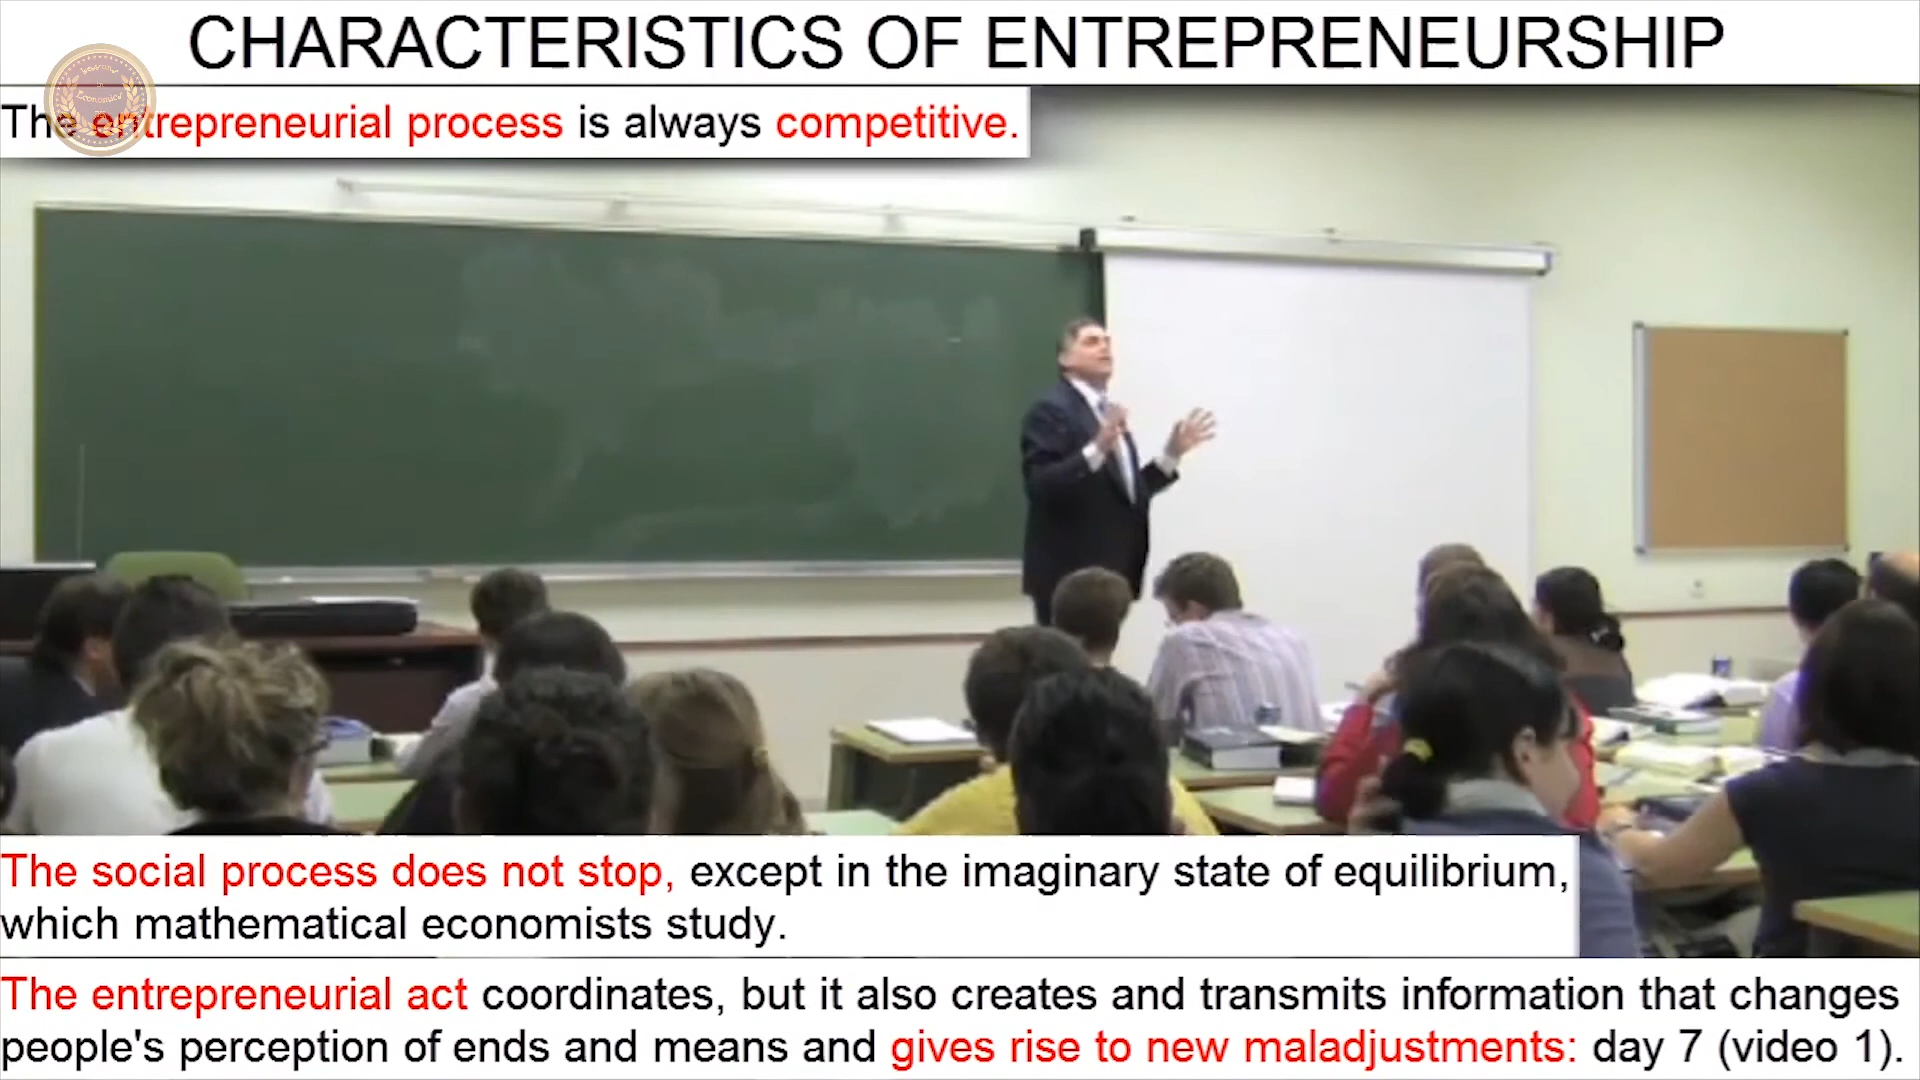 CHARACTERISTICS OF ENTREPRENEURSHIP
The entrepreneurial process is always competitive.
Economics
The social process does not stop, except in the imaginary state of equilibrium,
which mathematical economists study.
The entrepreneurial act coordinates, but it also creates and transmits information that changes
people's perception of ends and means and gives rise to new maladjustments: day 7 (video 1).